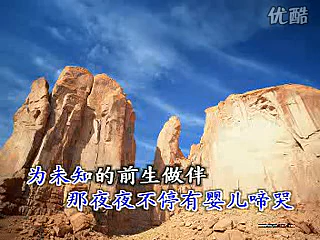 优酷
为未知的前生做伴
那夜夜不停有婴儿啼哭